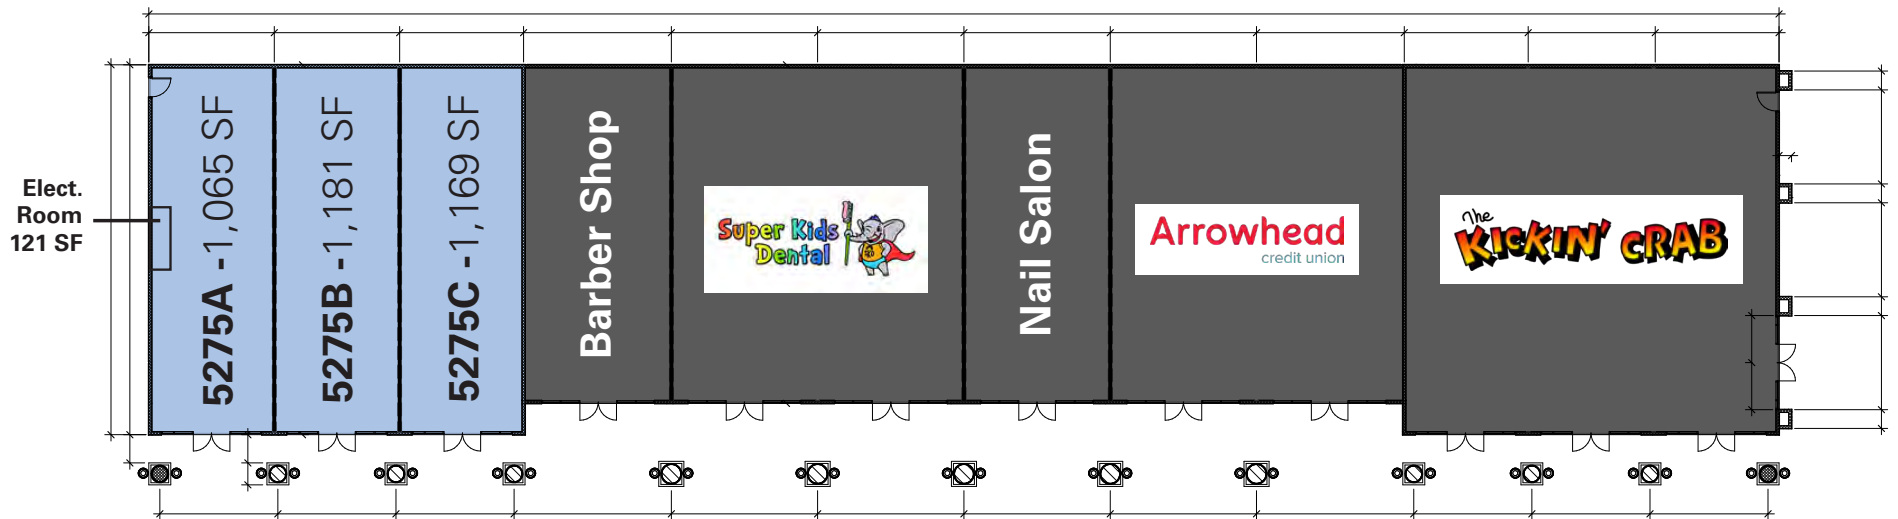 Elect.
Room
121 SF
5275A - 1,065 SF
5275B - 1,181 SF
5275C - 1,169 SF
Barber Shop
Super Kids
Dental
Nail Salon
Arrowhead
credit union
The
KICKIN' CRAB